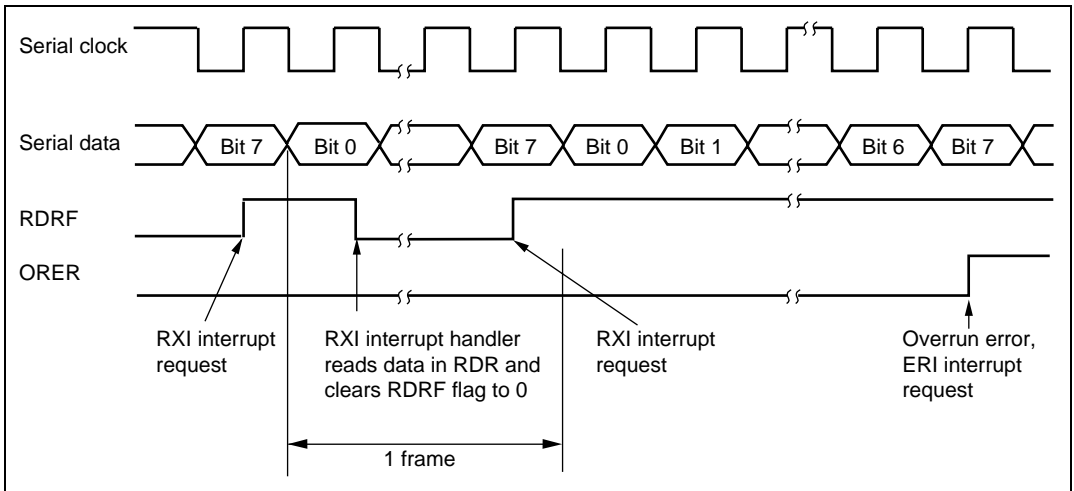 Serial clock
Serial data
Bit 7
Bit 0
Bit 7
Bit 0
Bit 1
Bit 6
Bit 7
RDRF
ORER
RXI interrupt
request
RXI interrupt handler
reads data in RDR and
clears RDRF flag to 0
RXI interrupt
request
Overrun error,
ERI interrupt
request
1 frame